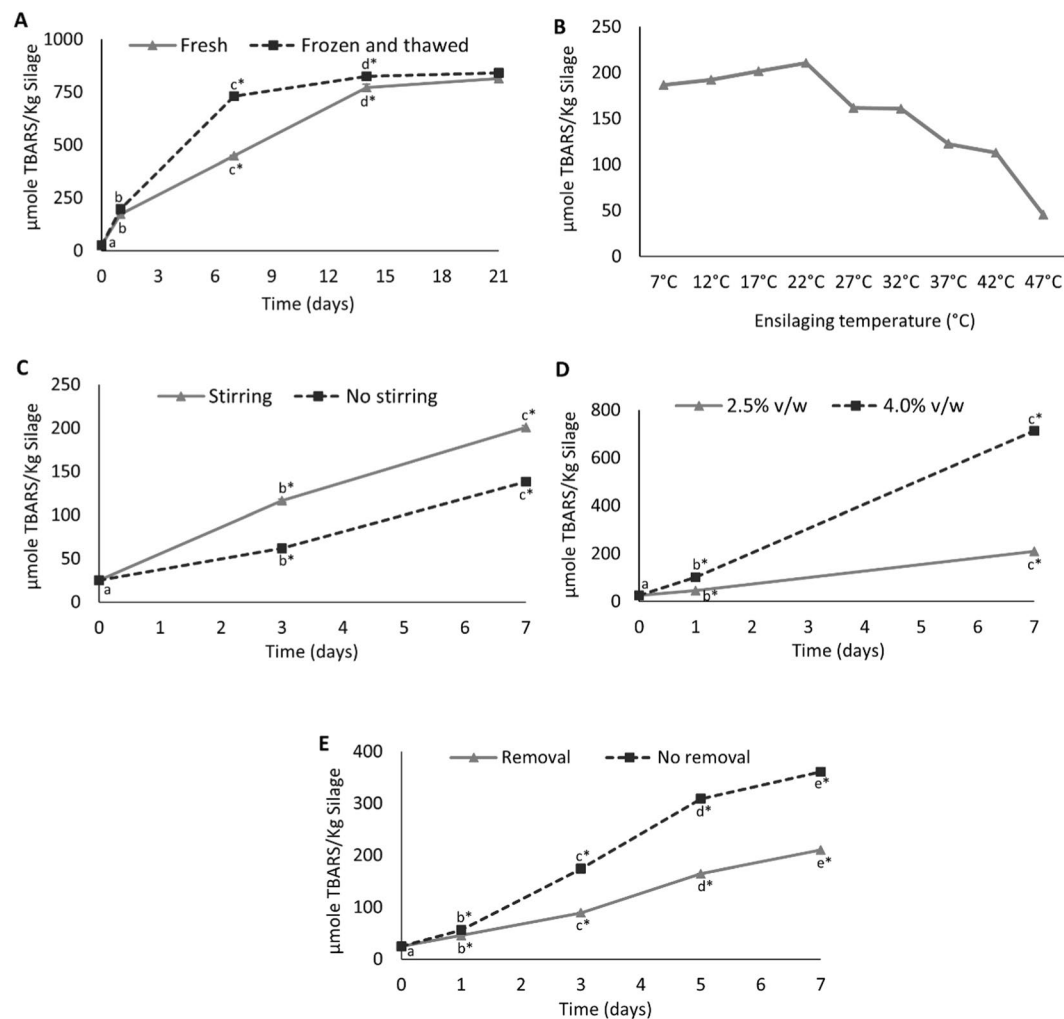 A
Fresh Frozen and thawed
µmole TBARS/Kg Silage
1000
750
500
250
0
a
b
b
c*
c*
d*
d*
0 3 6 9 12 15 18 21
Time (days)
B
µmole TBARS/Kg Silage
250
200
150
100
50
0
7°C 12°C 17°C 22°C 27°C 32°C 37°C 42°C 47°C
Ensilaging temperature (°C)
C
Stirring No stirring
µmole TBARS/Kg Silage
250
200
150
100
50
0
a
b*
b*
c*
c*
0 1 2 3 4 5 6 7
Time (days)
D
2.5% v/w 4.0% v/w
µmole TBARS/Kg Silage
800
600
400
200
0
a
b*
b*
c*
c*
0 1 2 3 4 5 6 7
Time (days)
E
Removal No removal
µmole TBARS/Kg Silage
400
300
200
100
0
a
b*
b*
c*
c*
d*
d*
e*
e*
0 1 2 3 4 5 6 7
Time (days)